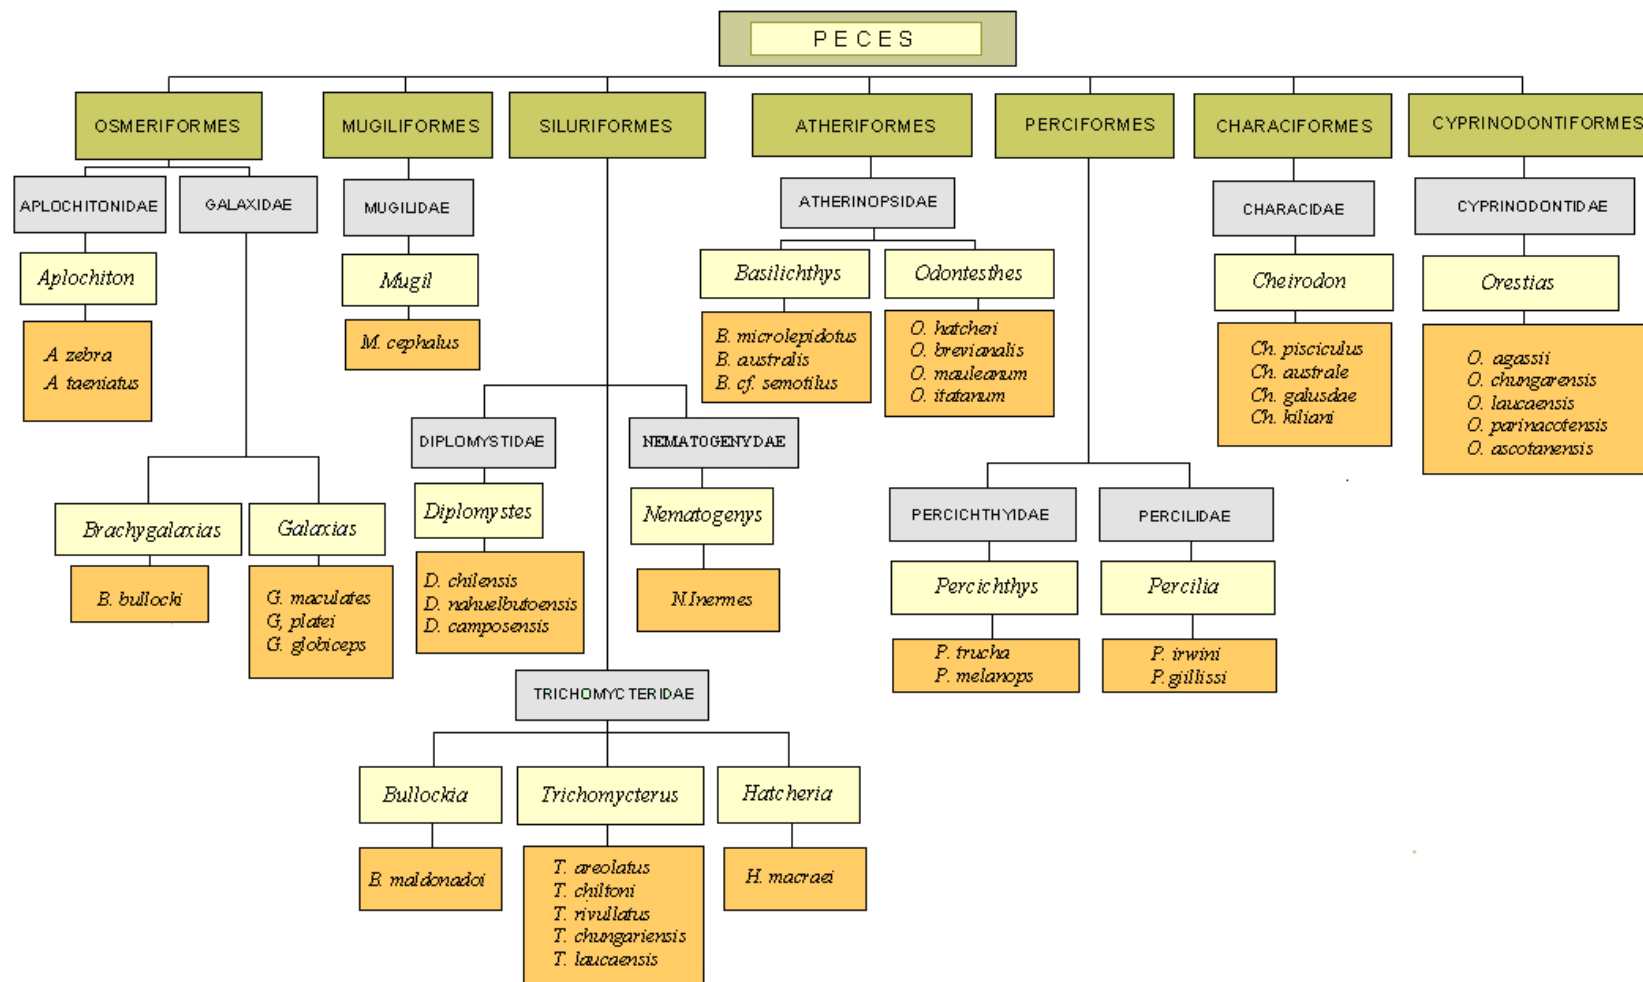 PECES
OSMERIFORMES
MUGILIFORMES
SILURIFORMES
ATHERIFORMES
PERCIFORMES
CHARACIFORMES
CYPRINODONTIFORMES
APLOCHITONIDAE
GALAXIDAE
MUGILIDAE
ATHERINOPSIDAE
CHARACIDAE
CYPRINODONTIDAE
Aplochiton
Mugil
Basilichthys
Odontesthes
Cheirodon
Orestias
A zebra
A taeniatus
M. cephalus
B. microlepidotus
B. australis
B. cf. semotilus
O. hatcheri
O. brevianalis
O. mauleanum
O. itatanum
Ch. pisciculus
Ch. australe
Ch. galusdae
Ch. kiliani
O. agassii
O. chungarensis
O. laucaensis
O. parinacotensis
O. ascotanensis
DIPLOMYSTIDAE
NEMATOGENYDAE
PERCICHTHYIDAE
PERCILIDAE
Brachygalaxias
Galaxias
Diplomystes
Nematogenys
Percichthys
Percilia
B. bullocki
G. maculates
G, platei
G. globiceps
D. chilensis
D. nahuelbutoensis
D. camposensis
N.Inermes
P. trucha
P. melanops
P. irwini
P. giillissi
TRICHOMYCTERIDAE
Bullockia
Trichomycterus
Hatcheria
B. maldonadoi
T. areolatus
T. chiltoni
T. rivullatus
T. chungariensis
T. laucaensis
H. macraei